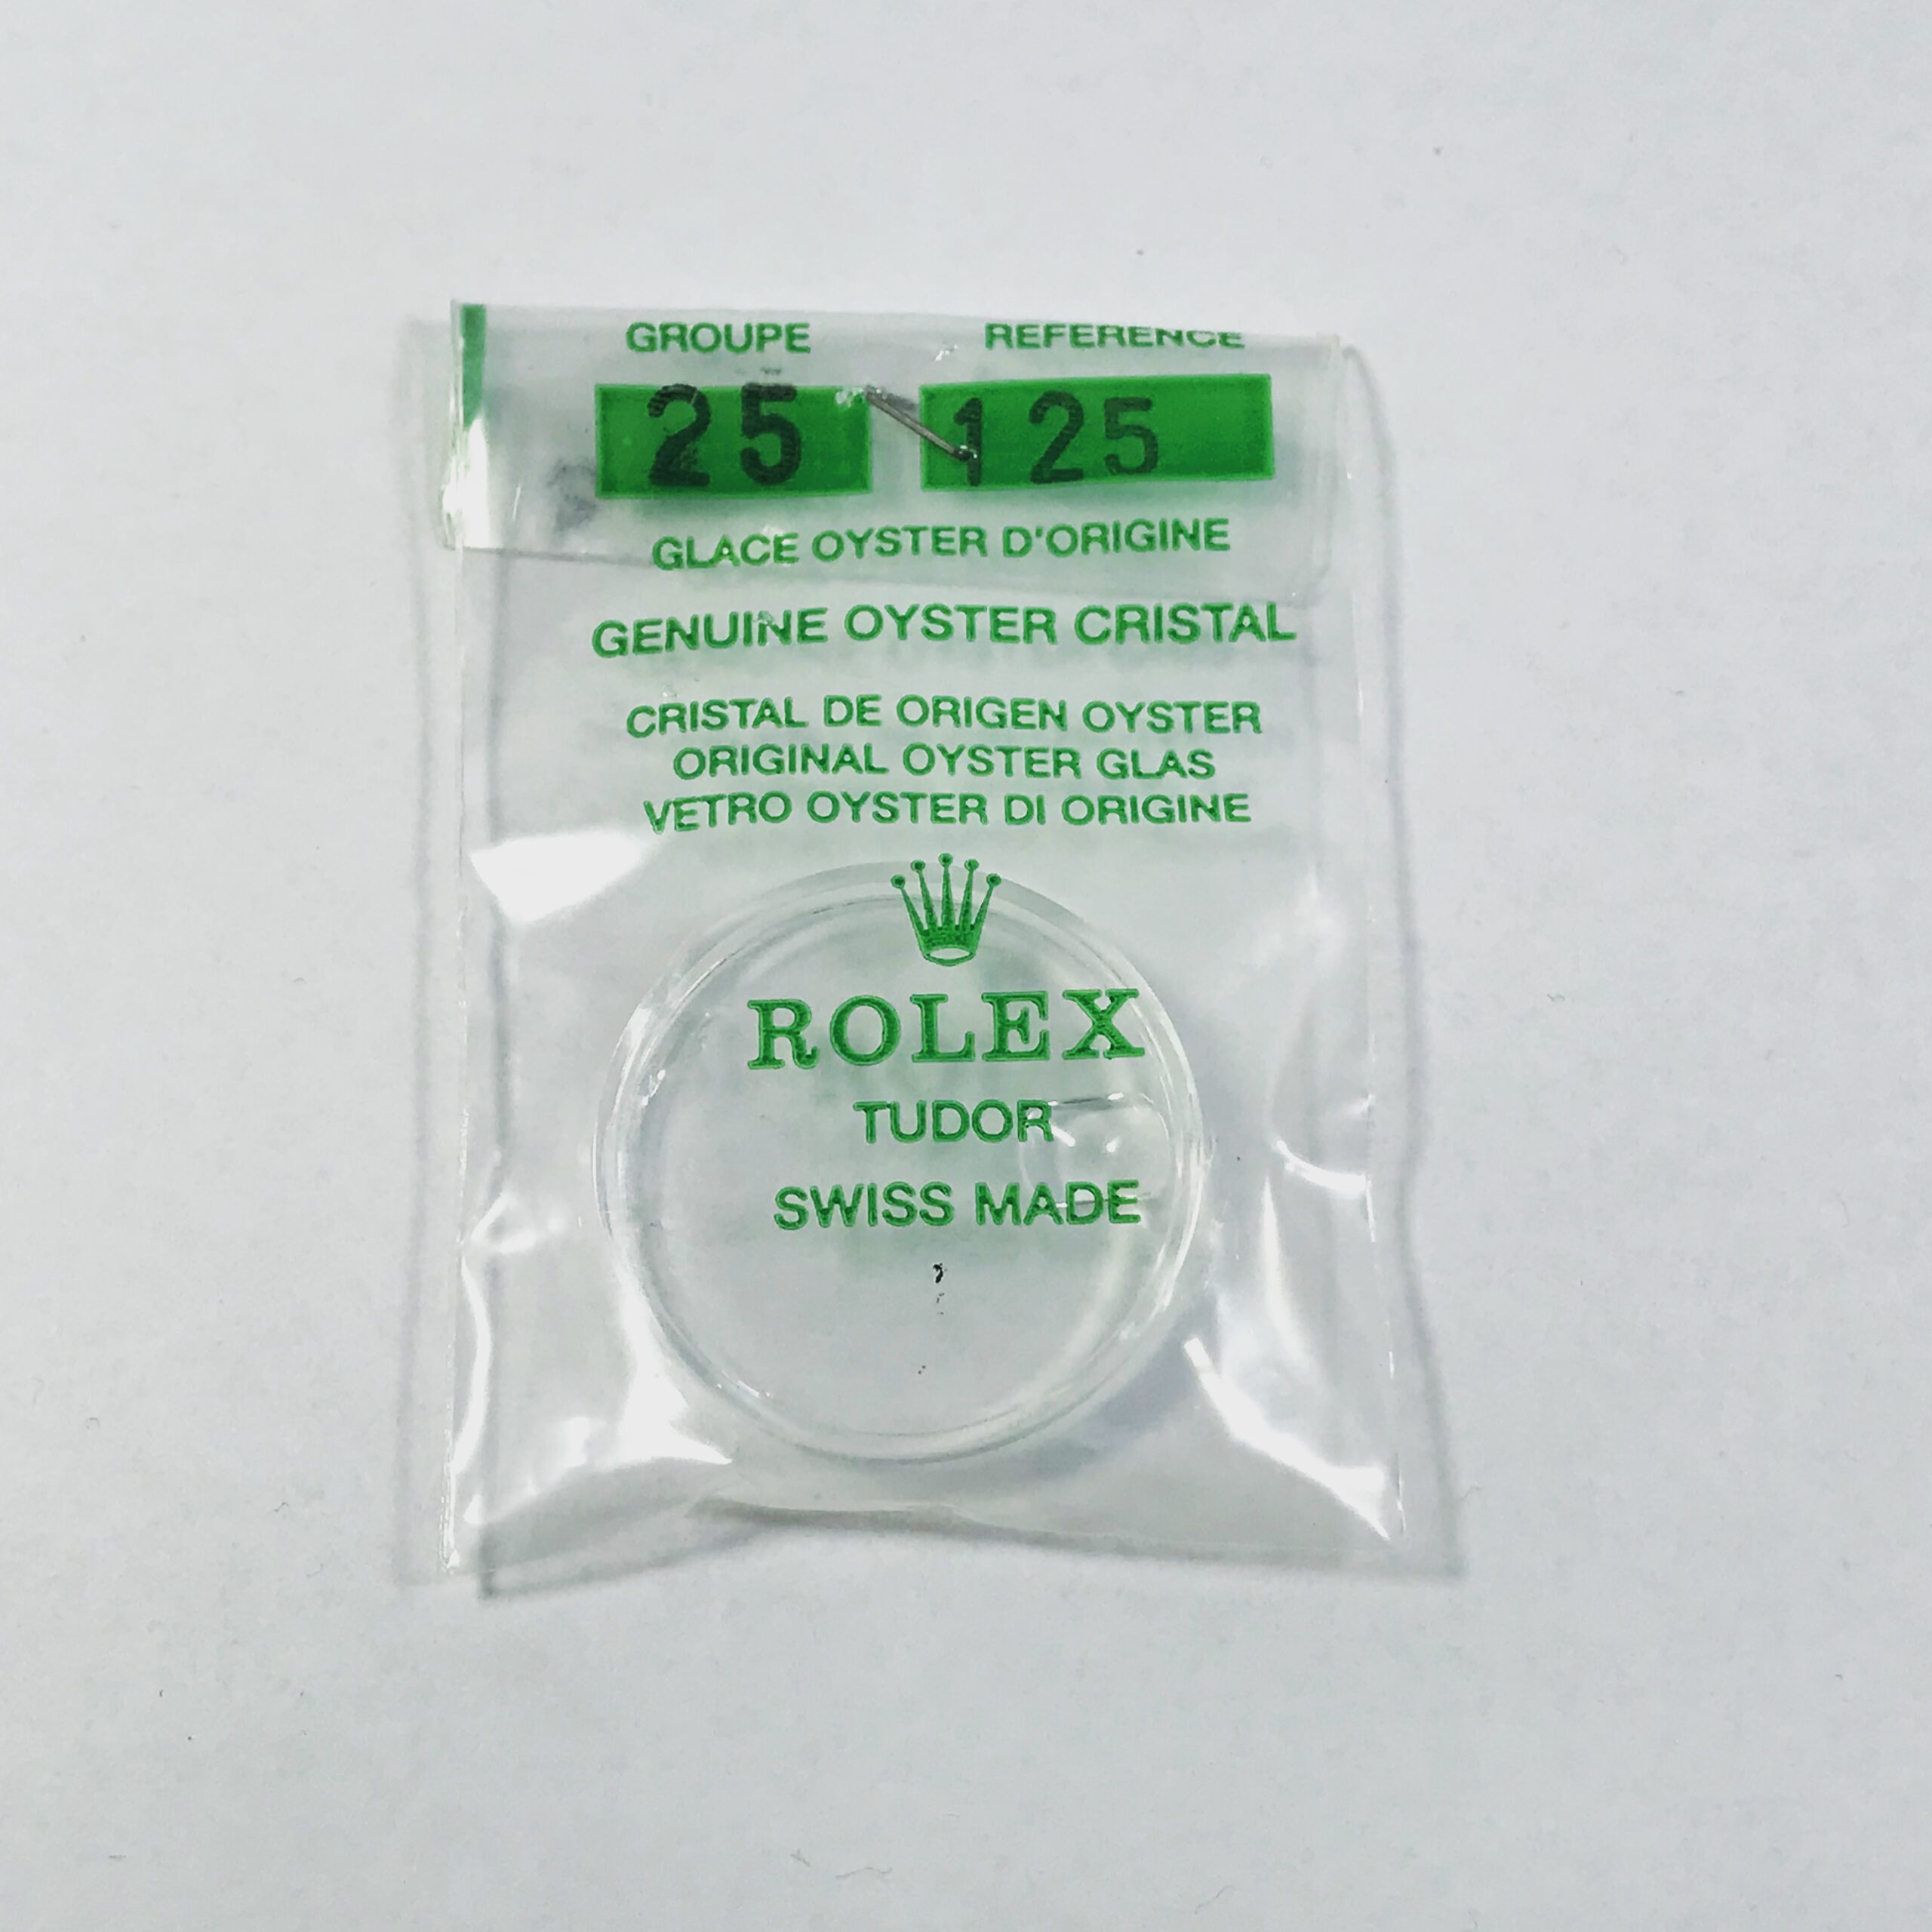 GROUPE REFERENCE
25 125
GLACE OYSTER D'ORIGINE
GENUINE OYSTER CRISTAL
CRISTAL DE ORIGEN OYSTER
ORIGINAL OYSTER GLAS
VETRO OYSTER DI ORIGINE
ROLEX
TUDOR
SWISS MADE